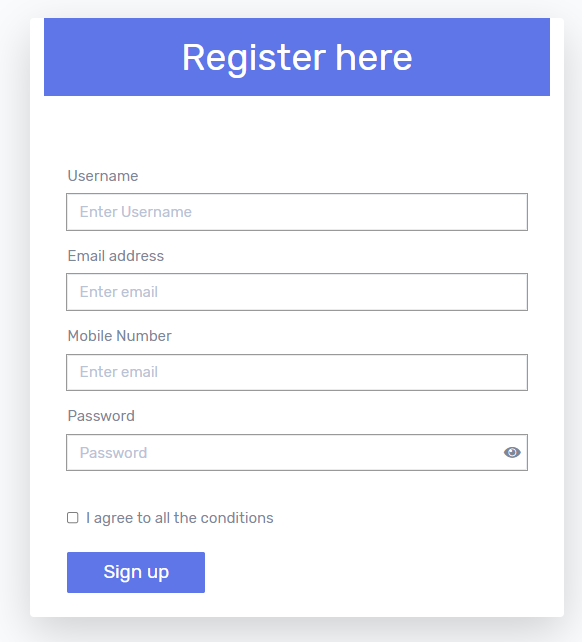 Register here
Username
Enter Username
Email address
Enter email
Mobile Number
Enter email
Password
Password
I agree to all the conditions
Sign up